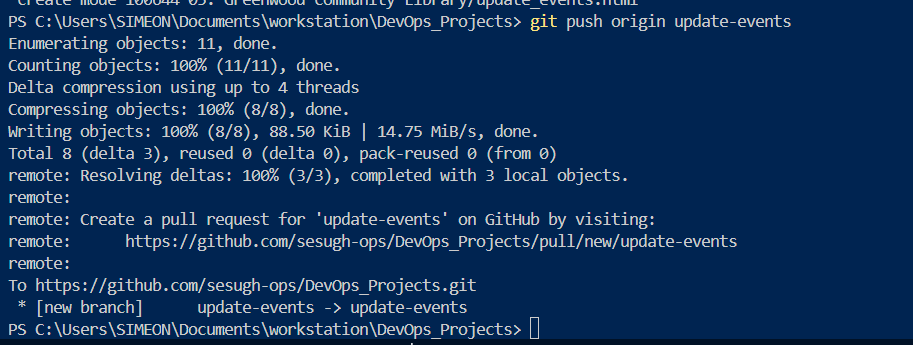 create mode 100644 05. Greenwood Community Library/update_events.html
PS C:\Users\SIMEON\Documents\workstation\DevOps_Projects> git push origin update-events
Enumerating objects: 11, done.
Counting objects: 100% (11/11), done.
Delta compression using up to 4 threads
Compressing objects: 100% (8/8), done.
Writing objects: 100% (8/8), 88.50 KiB | 14.75 MiB/s, done.
Total 8 (delta 3), reused 0 (delta 0), pack-reused 0 (from 0)
remote: Resolving deltas: 100% (3/3), completed with 3 local objects.
remote:
remote: Create a pull request for 'update-events' on GitHub by visiting:
remote:      https://github.com/sesugh-ops/DevOps_Projects/pull/new/update-events
remote:
To https://github.com/sesugh-ops/DevOps_Projects.git
 * [new branch]      update-events -> update-events
PS C:\Users\SIMEON\Documents\workstation\DevOps_Projects>